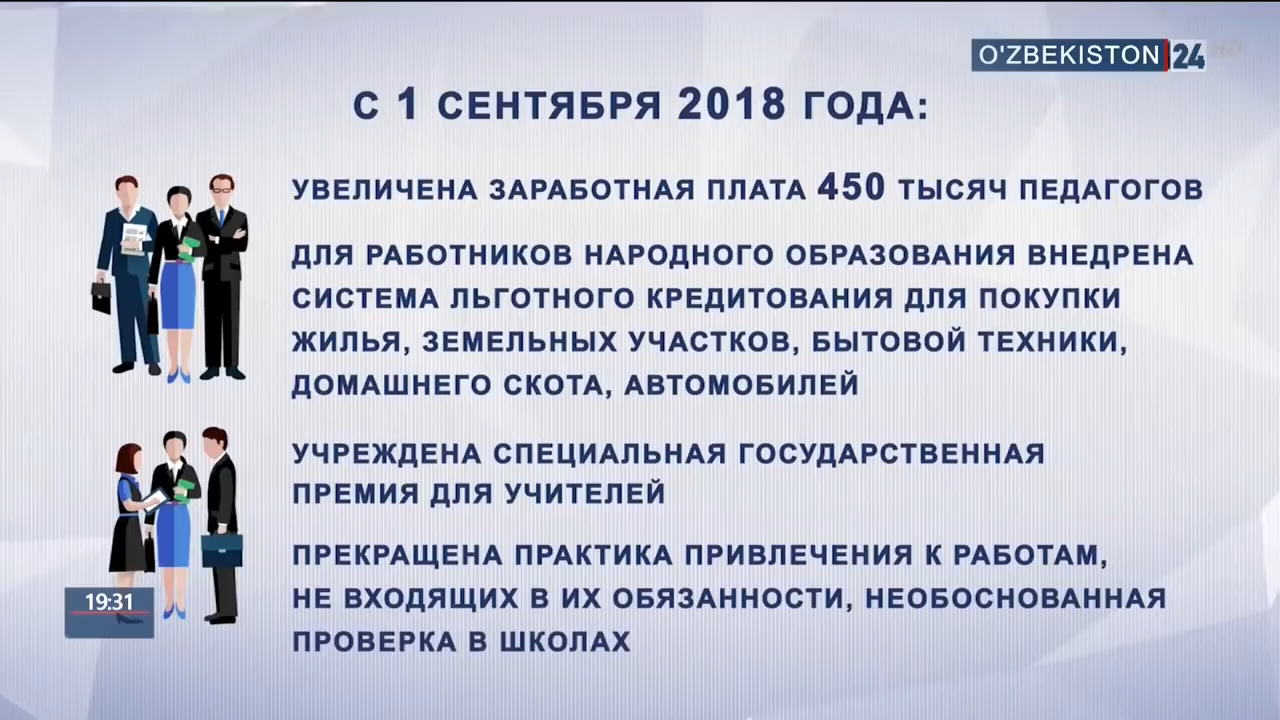 O'ZBEKISTON 24 HD
С 1 СЕНТЯБРЯ 2018 ГОДА:
УВЕЛИЧЕНА ЗАРАБОТНАЯ ПЛАТА 450 ТЫСЯЧ ПЕДАГОГОВ
ДЛЯ РАБОТНИКОВ НАРОДНОГО ОБРАЗОВАНИЯ ВНЕДРЕНА
СИСТЕМА ЛЬГОТНОГО КРЕДИТОВАНИЯ ДЛЯ ПОКУПКИ
ЖИЛЬЯ, ЗЕМЕЛЬНЫХ УЧАСТКОВ, БЫТОВОЙ ТЕХНИКИ,
ДОМАШНЕГО СКОТА, АВТОМОБИЛЕЙ
УЧРЕЖДЕНА СПЕЦИАЛЬНАЯ ГОСУДАРСТВЕННАЯ
ПРЕМИЯ ДЛЯ УЧИТЕЛЕЙ
ПРЕКРАЩЕНА ПРАКТИКА ПРИВЛЕЧЕНИЯ К РАБОТАМ,
НЕ ВХОДЯЩИХ В ИХ ОБЯЗАННОСТИ, НЕОБОСНОВАННАЯ
ПРОВЕРКА В ШКОЛАХ
19:31